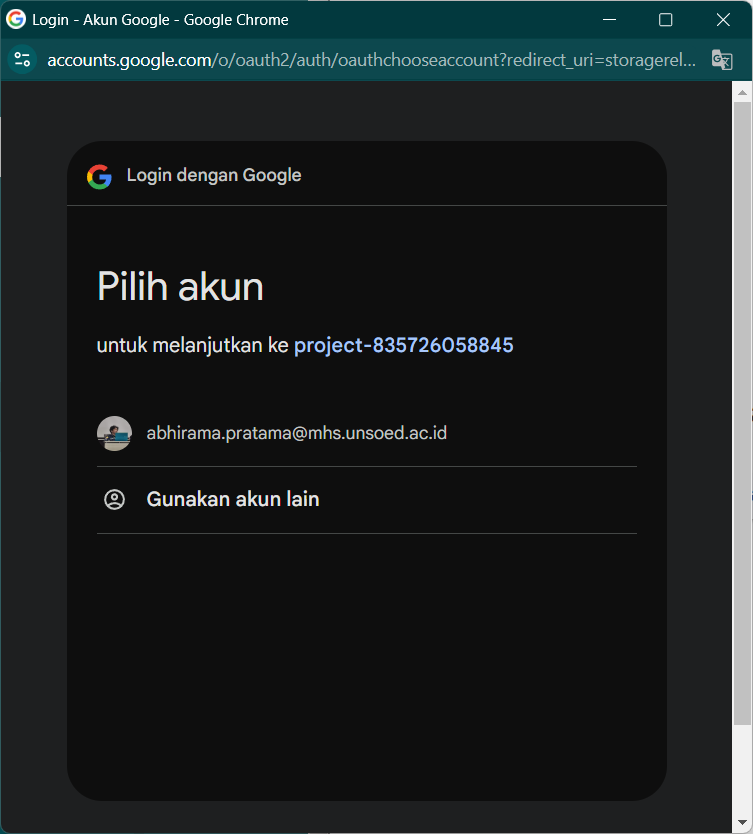 Login - Akun Google - Google Chrome
accounts.google.com/o/oauth2/auth/oauthchooseaccount?redirect_uri=storagerel...
Login dengan Google
Pilih akun
untuk melanjutkan ke project-835726058845
abhirama.pratama@mhs.unsoed.ac.id
Gunakan akun lain